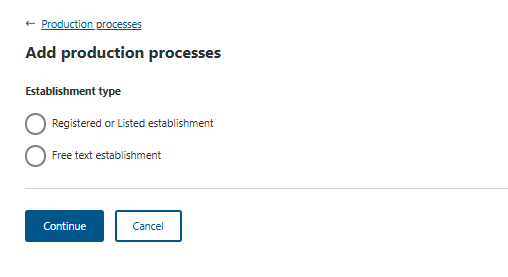 ← Production processes
Add production processes
Establishment type
Registered or Listed establishment
Free text establishment
Continue
Cancel